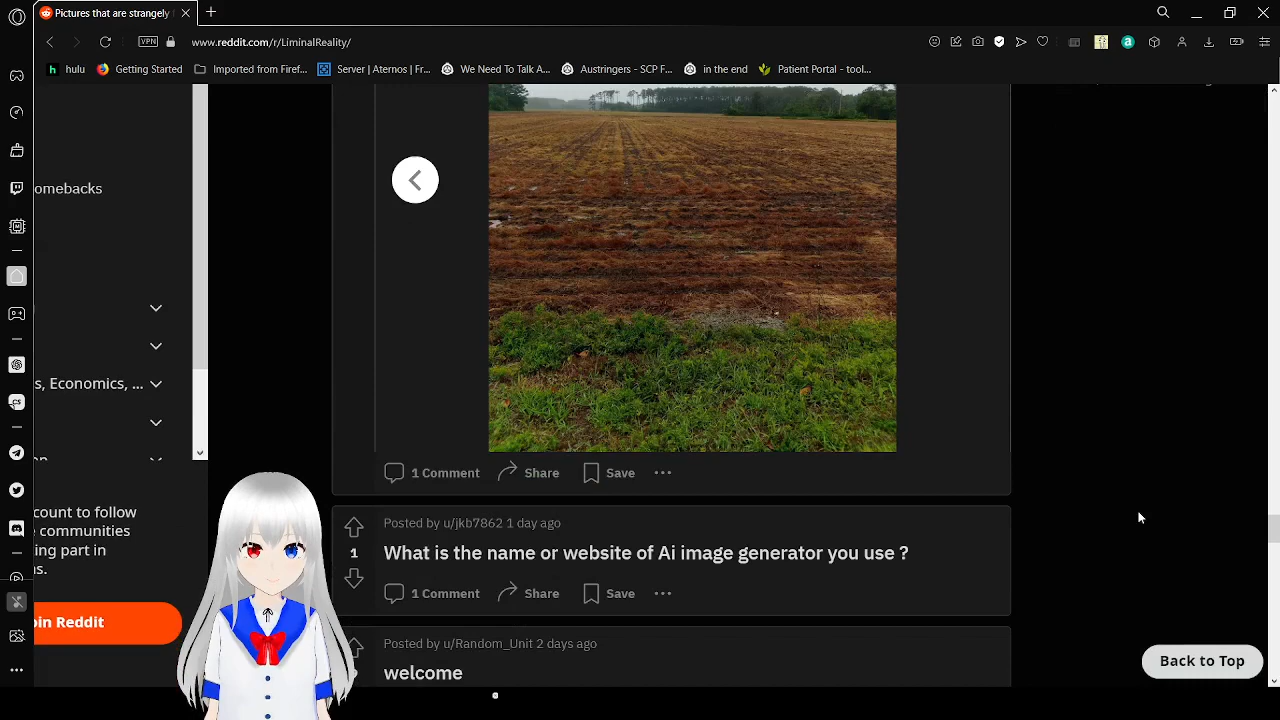 Pictures that are strangely
VPN
www.reddit.com/r/LiminalReality/
hulu
Getting Started
Imported from Firef...
Server | Aternos | Fr...
We Need To Talk A...
Austringers - SCP F...
in the end
Patient Portal - tool...
omebacks
s, Economics, ...
1 Comment
Share
Save
Posted by u/jkb7862 1 day ago
1
What is the name or website of Ai image generator you use ?
1 Comment
Share
Save
count to follow
communities
ing part in
s.
oin Reddit
Posted by u/Random_Unit 2 days ago
welcome
Back to Top